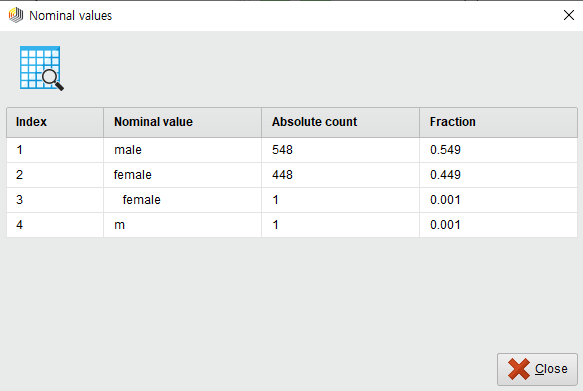 Nominal values
Index Nominal value Absolute count Fraction
1 male 548 0.549
2 female 448 0.449
3 female 1 0.001
4 m 1 0.001
Close